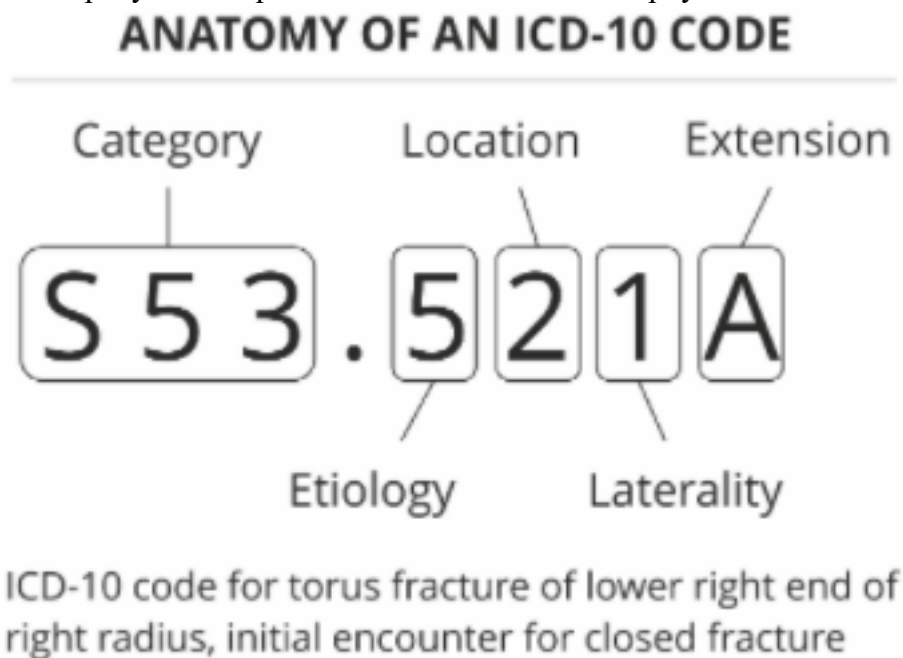 ANATOMY OF AN ICD-10 CODE
Category Location Extension
S53.521A
Etiology Laterality
ICD-10 code for torus fracture of lower right end of
right radius, initial encounter for closed fracture